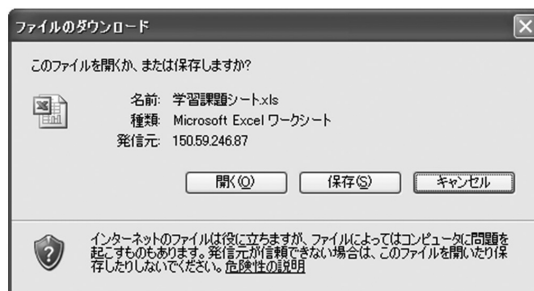 ファイルのダウンロード
このファイルを開くか、または保存しますか?
名前: 学習課題シート.xls
種類: Microsoft Excel ワークシート
発信元: 150.59.246.87
開く(O) 保存(S) キャンセル
インターネットのファイルは役に立ちますが、ファイルによってはコンピュータに問題を
起こすものもあります。発信元が信頼できない場合は、このファイルを開いたり保
存したりしないでください。危険性の説明